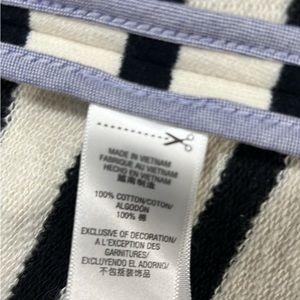 MADE IN VIETNAM
FABRIQUE AU VIETNAM
HECHO EN VIETNAM
越南制造
100% COTTON/COTON/
ALGODÓN
100% 棉
EXCLUSIVE OF DECORATION/
A L'EXCEPTION DES
GARNITURES/
EXCLUYENDO EL ADORNO/
不包括装饰品